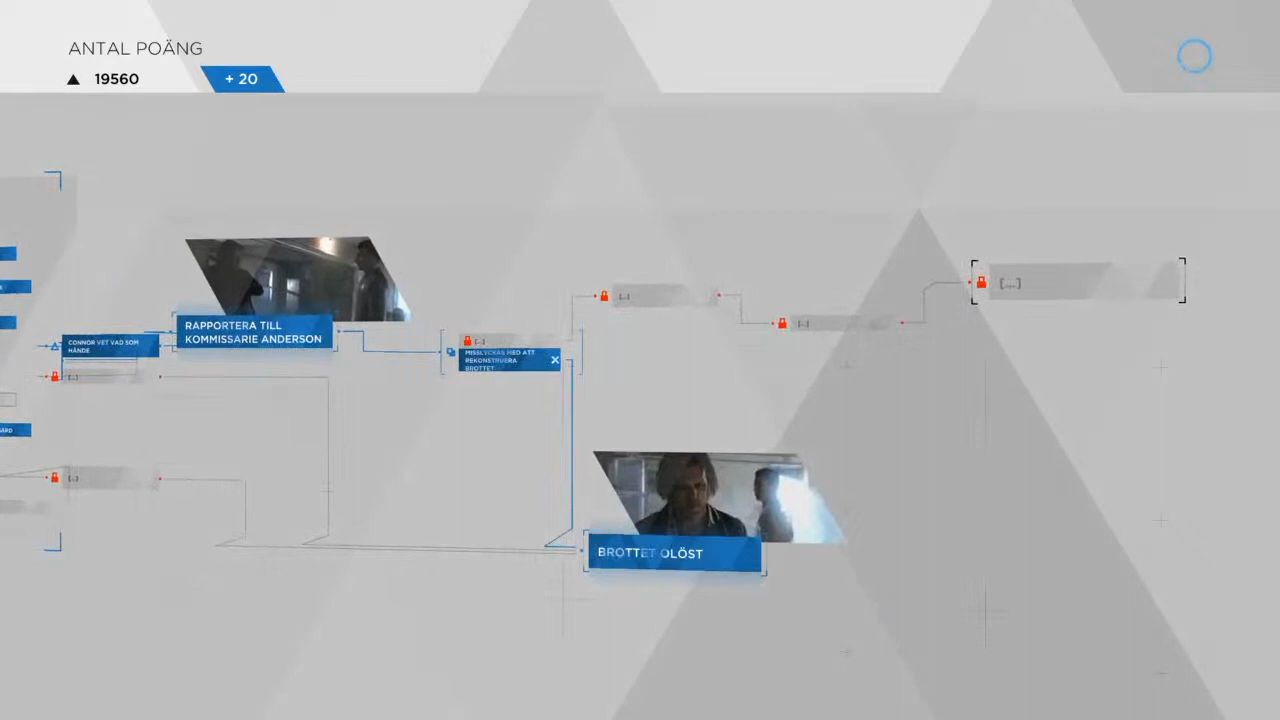 ANTAL POÄNG
▲ 19560
+ 20
RAPPORTERA TILL
KOMMISSARIE ANDERSON
CONNOR VET VAD SOM
HÄNDE
[...]
MISSLYCKAS MED ATT
REKONSTRUERA
BROTTET
[...]
[...]
[...]
[...]
[...]
BROTTET OLÖST